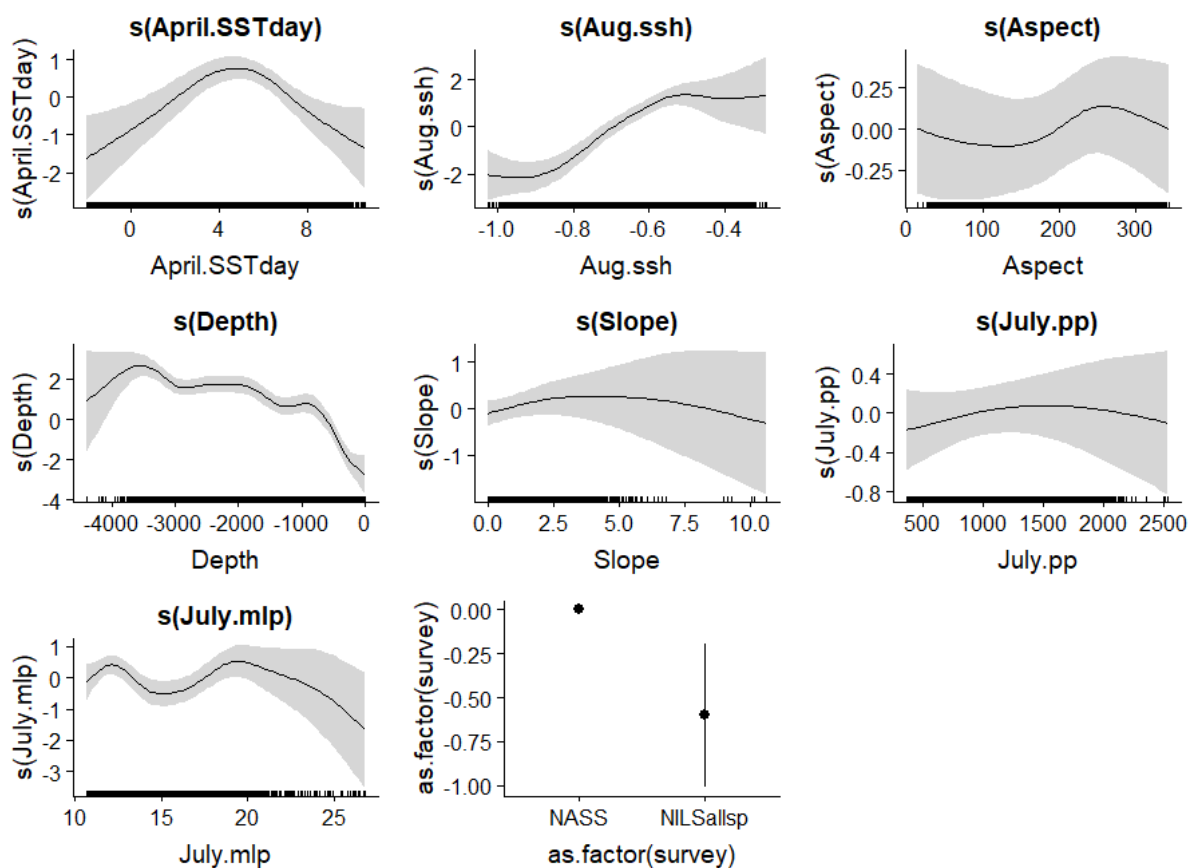 s(April.SSTday)
s(April.SSTday)
1
0
-1
-2
0 4 8
April.SSTday
s(Aug.ssh)
s(Aug.ssh)
2
0
-2
-1.0 -0.8 -0.6 -0.4
Aug.ssh
s(Aspect)
s(Aspect)
0.25
0.00
-0.25
0 100 200 300
Aspect
s(Depth)
s(Depth)
2
0
-2
-4
-4000 -3000 -2000 -1000 0
Depth
s(Slope)
s(Slope)
1
0
-1
0.0 2.5 5.0 7.5 10.0
Slope
s(July.pp)
s(July.pp)
0.4
0.0
-0.4
-0.8
500 1000 1500 2000 2500
July.pp
s(July.mlp)
s(July.mlp)
1
0
-1
-2
-3
10 15 20 25
July.mlp
as.factor(survey)
0.00
-0.25
-0.50
-0.75
-1.00
NASS NILSallsp
as.factor(survey)